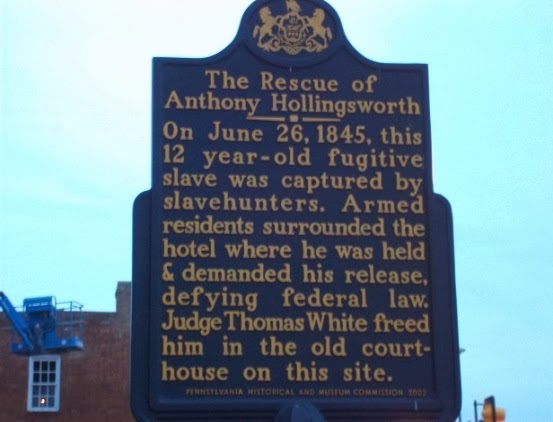 The Rescue of
Anthony Hollingsworth
On June 26, 1845, this
12 year-old fugitive
slave was captured by
slavehunters. Armed
residents surrounded the
hotel where he was held
& demanded his release,
defying federal law.
Judge Thomas White freed
him in the old court-
house on this site.
PENNSYLVANIA HISTORICAL AND MUSEUM COMMISSION 2002